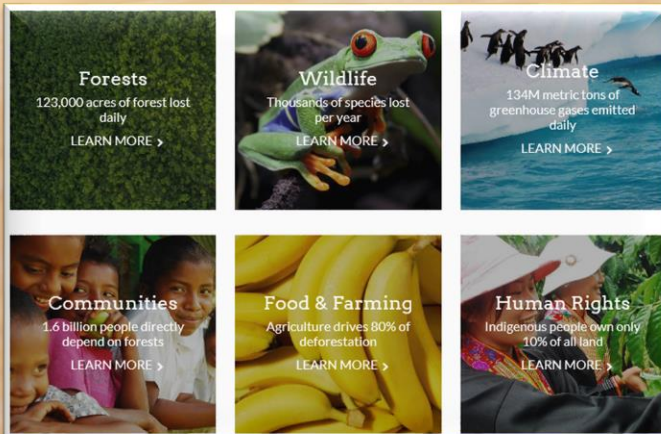 Forests
123,000 acres of forest lost
daily
LEARN MORE >
Wildlife
Thousands of species lost
per year
LEARN MORE >
Climate
134M metric tons of
greenhouse gases emitted
daily
LEARN MORE >
Communities
1.6 billion people directly
depend on forests
LEARN MORE >
Food & Farming
Agriculture drives 80% of
deforestation
LEARN MORE >
Human Rights
Indigenous people own only
10% of all land
LEARN MORE >